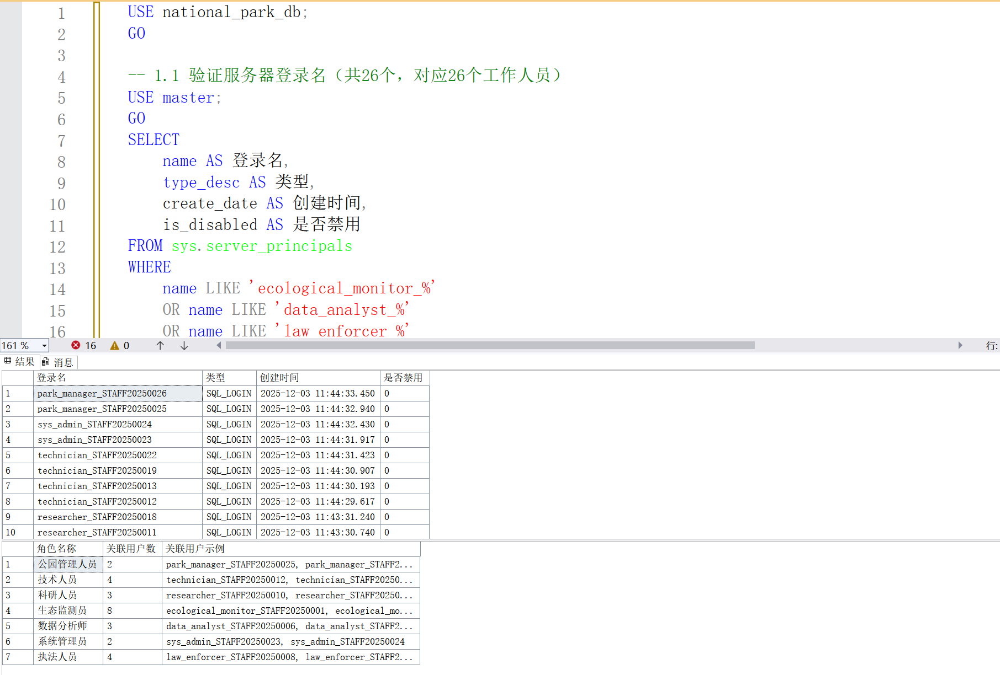 1 USE national_park_db;
2 GO
3
4 -- 1.1 验证服务器登录名（共26个，对应26个工作人员）
5 USE master;
6 GO
7 SELECT
8 name AS 登录名,
9 type_desc AS 类型,
10 create_date AS 创建时间,
11 is_disabled AS 是否禁用
12 FROM sys.server_principals
13 WHERE
14 name LIKE 'ecological_monitor_%'
15 OR name LIKE 'data_analyst_%'
16 OR name LIKE 'law_enforcer_%'
161 % 16 0 行:
结果 消息
登录名 类型 创建时间 是否禁用
1 park_manager_STAFF20250026 SQL_LOGIN 2025-12-03 11:44:33.450 0
2 park_manager_STAFF20250025 SQL_LOGIN 2025-12-03 11:44:32.940 0
3 sys_admin_STAFF20250024 SQL_LOGIN 2025-12-03 11:44:32.430 0
4 sys_admin_STAFF20250023 SQL_LOGIN 2025-12-03 11:44:31.917 0
5 technician_STAFF20250022 SQL_LOGIN 2025-12-03 11:44:31.423 0
6 technician_STAFF20250019 SQL_LOGIN 2025-12-03 11:44:30.907 0
7 technician_STAFF20250013 SQL_LOGIN 2025-12-03 11:44:30.193 0
8 technician_STAFF20250012 SQL_LOGIN 2025-12-03 11:44:29.617 0
9 researcher_STAFF20250018 SQL_LOGIN 2025-12-03 11:43:31.240 0
10 researcher_STAFF20250011 SQL_LOGIN 2025-12-03 11:43:30.740 0
角色名称 关联用户数 关联用户示例
1 公园管理人员 2 park_manager_STAFF20250025, park_manager_STAFF2...
2 技术人员 4 technician_STAFF20250012, technician_STAFF20250...
3 科研人员 3 researcher_STAFF20250010, researcher_STAFF20250...
4 生态监测员 8 ecological_monitor_STAFF20250001, ecological_mo...
5 数据分析师 3 data_analyst_STAFF20250006, data_analyst_STAFF2...
6 系统管理员 2 sys_admin_STAFF20250023, sys_admin_STAFF20250024
7 执法人员 4 law_enforcer_STAFF20250008, law_enforcer_STAFF2...